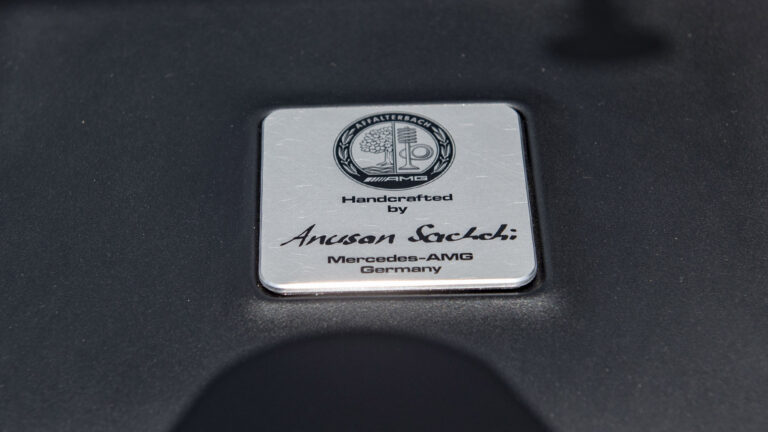 AFFALTERBACH
AMG
Handcrafted
by
Anusan Sachchi
Mercedes-AMG
Germany